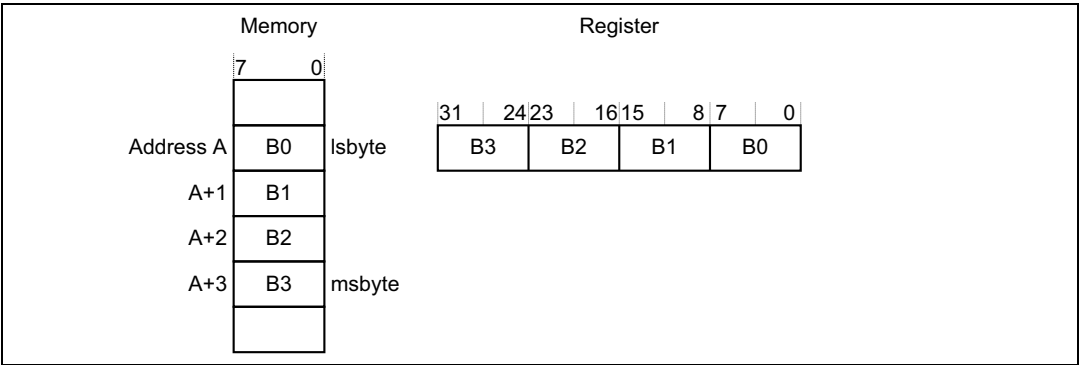 Memory Register
7 0
31 24 23 16 15 8 7 0
Address A B0 lsbyte B3 B2 B1 B0
A+1 B1
A+2 B2
A+3 B3 msbyte